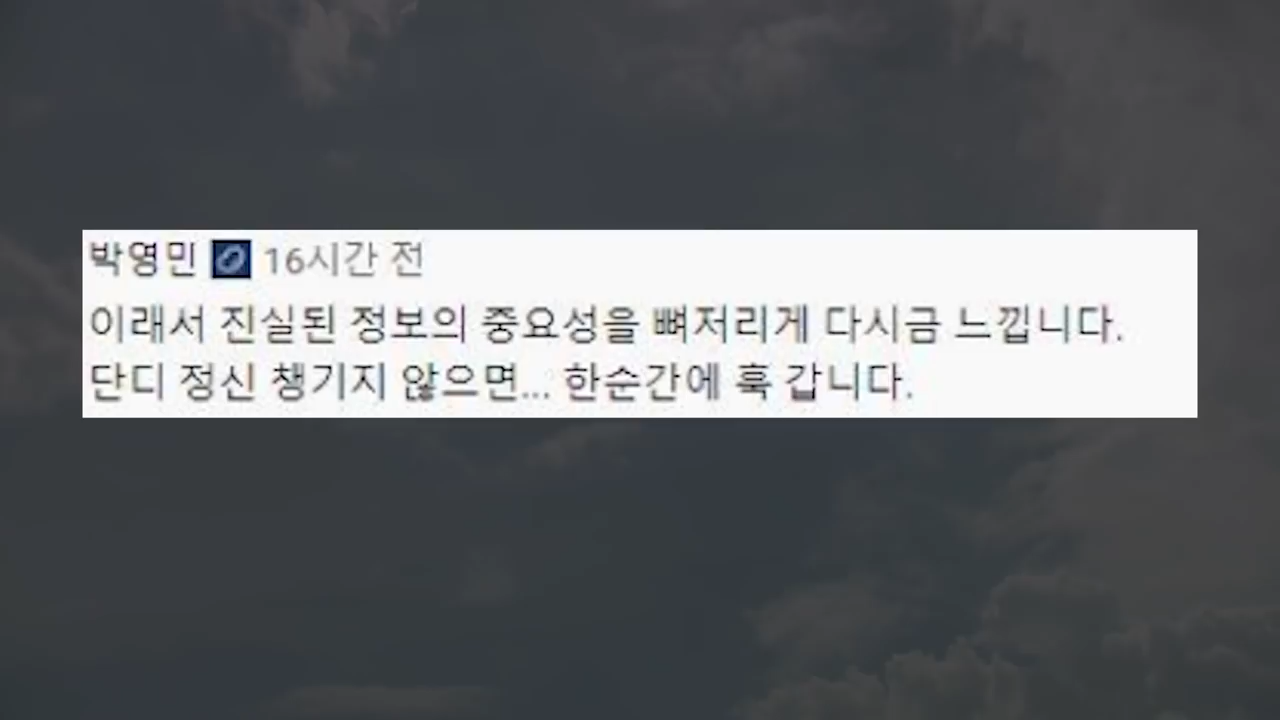 박영민 16시간 전
이래서 진실된 정보의 중요성을 뼈저리게 다시금 느낍니다.
단디 정신 챙기지 않으면... 한순간에 훅 갑니다.